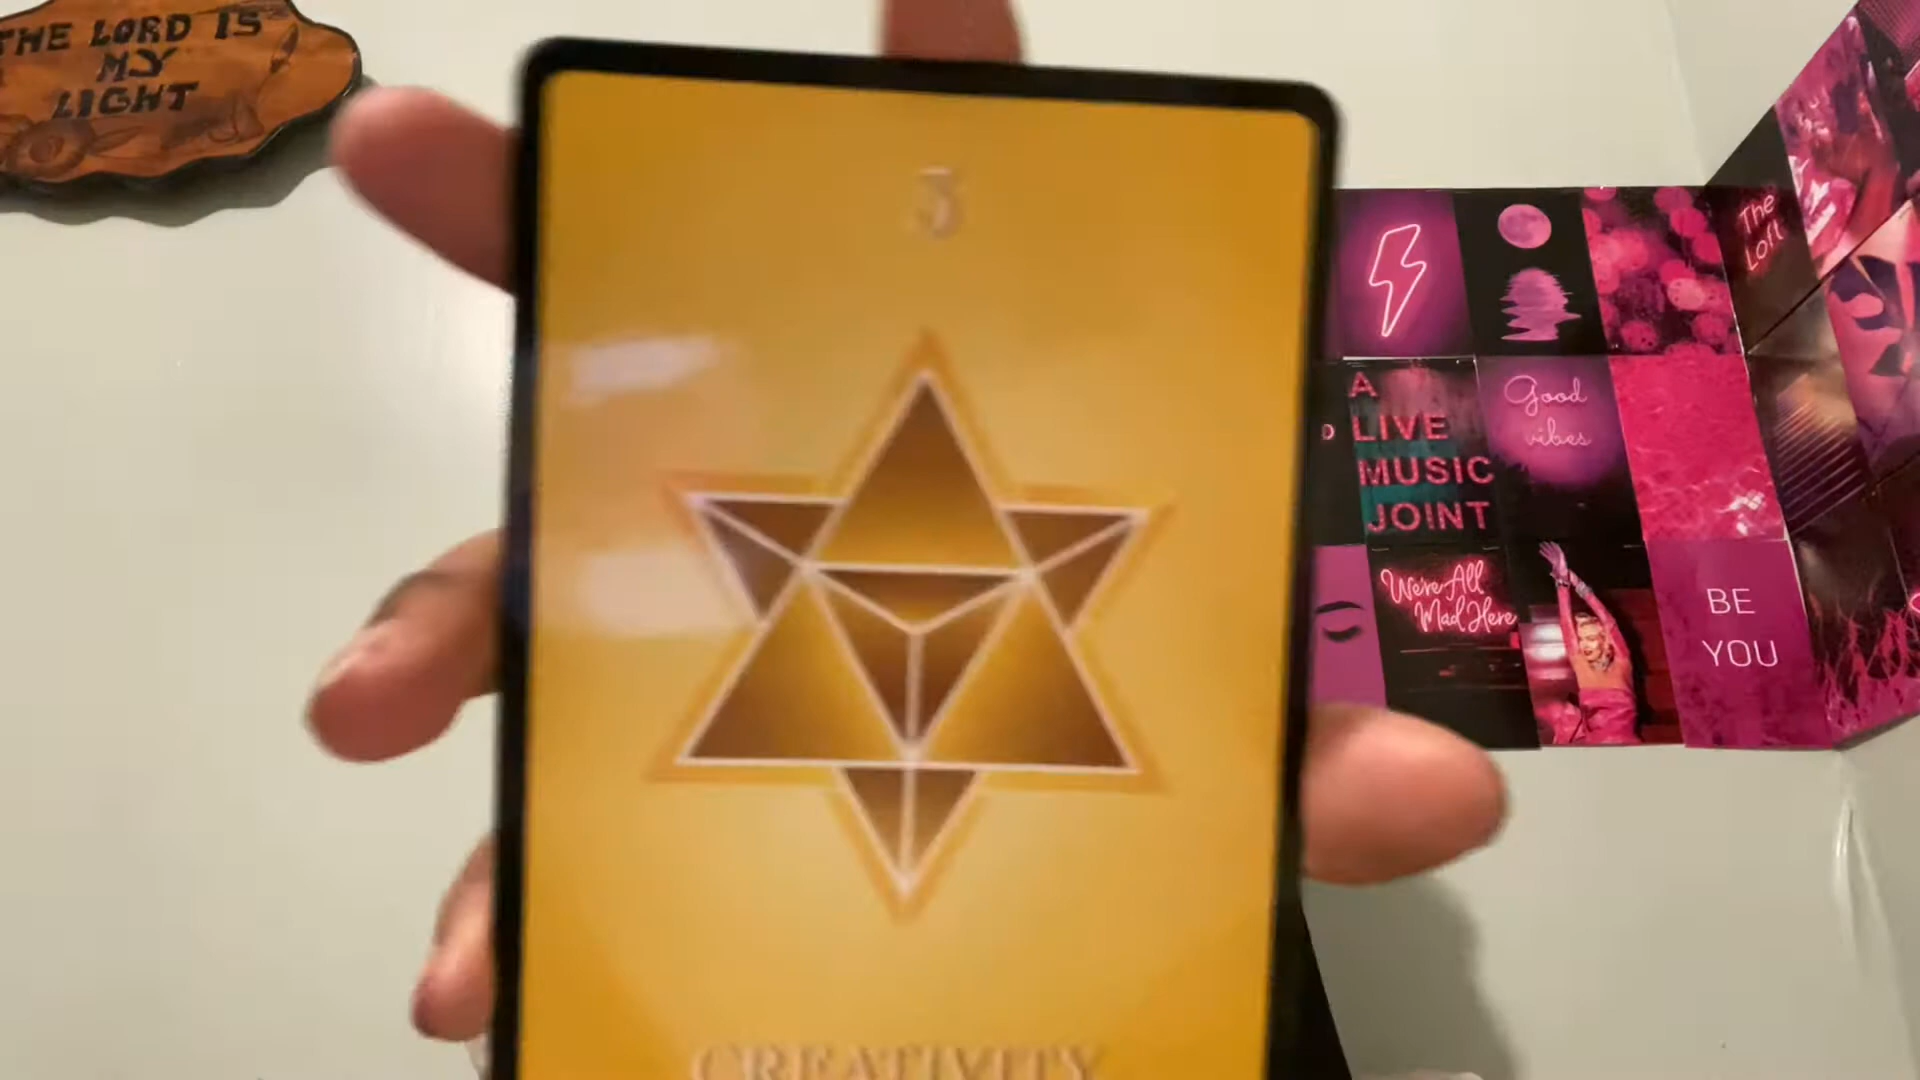 THE LORD IS
MY
LIGHT
3
CREATIVITY
The
Loft
A
LIVE
MUSIC
JOINT
Good
vibes
We're All
Mad Here
BE
YOU